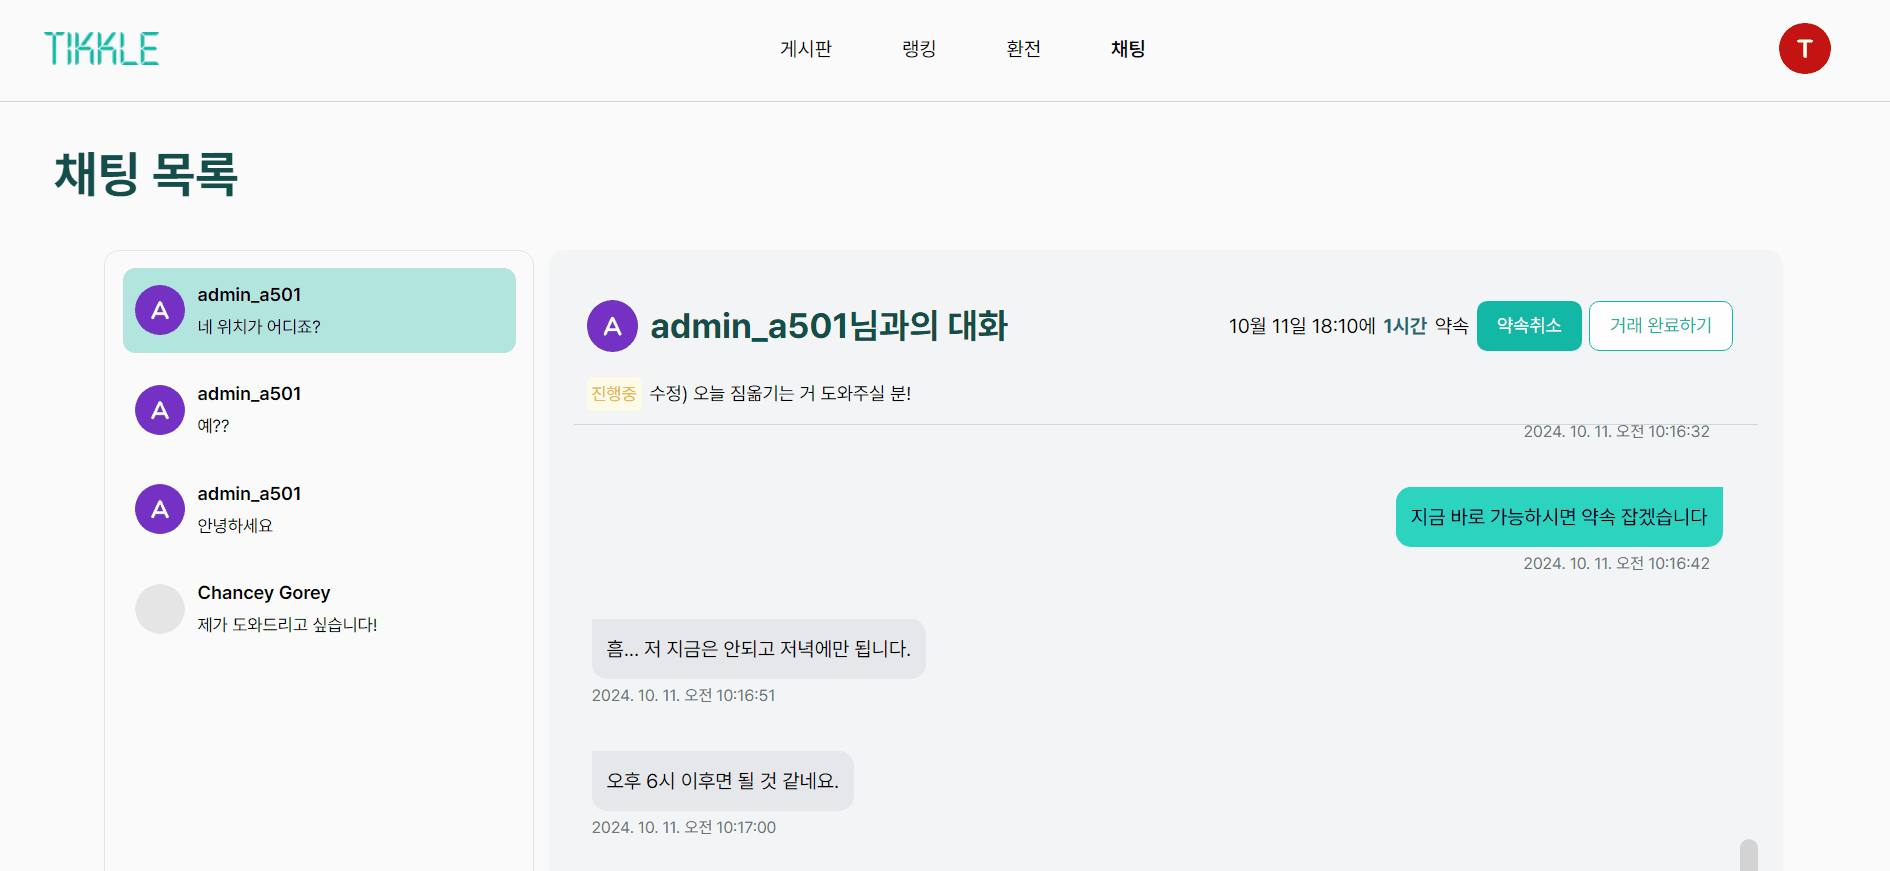 TIKKLE
게시판 랭킹 환전 채팅
T
채팅 목록
A
admin_a501
네 위치가 어디죠?
A
admin_a501
예??
A
admin_a501
안녕하세요
Chancey Gorey
제가 도와드리고 싶습니다!
A
admin_a501님과의 대화
10월 11일 18:10에 1시간 약속
약속취소
거래 완료하기
진행중 수정) 오늘 짐옮기는 거 도와주실 분!
2024. 10. 11. 오전 10:16:32
지금 바로 가능하시면 약속 잡겠습니다
2024. 10. 11. 오전 10:16:42
흠... 저 지금은 안되고 저녁에만 됩니다.
2024. 10. 11. 오전 10:16:51
오후 6시 이후면 될 것 같네요.
2024. 10. 11. 오전 10:17:00